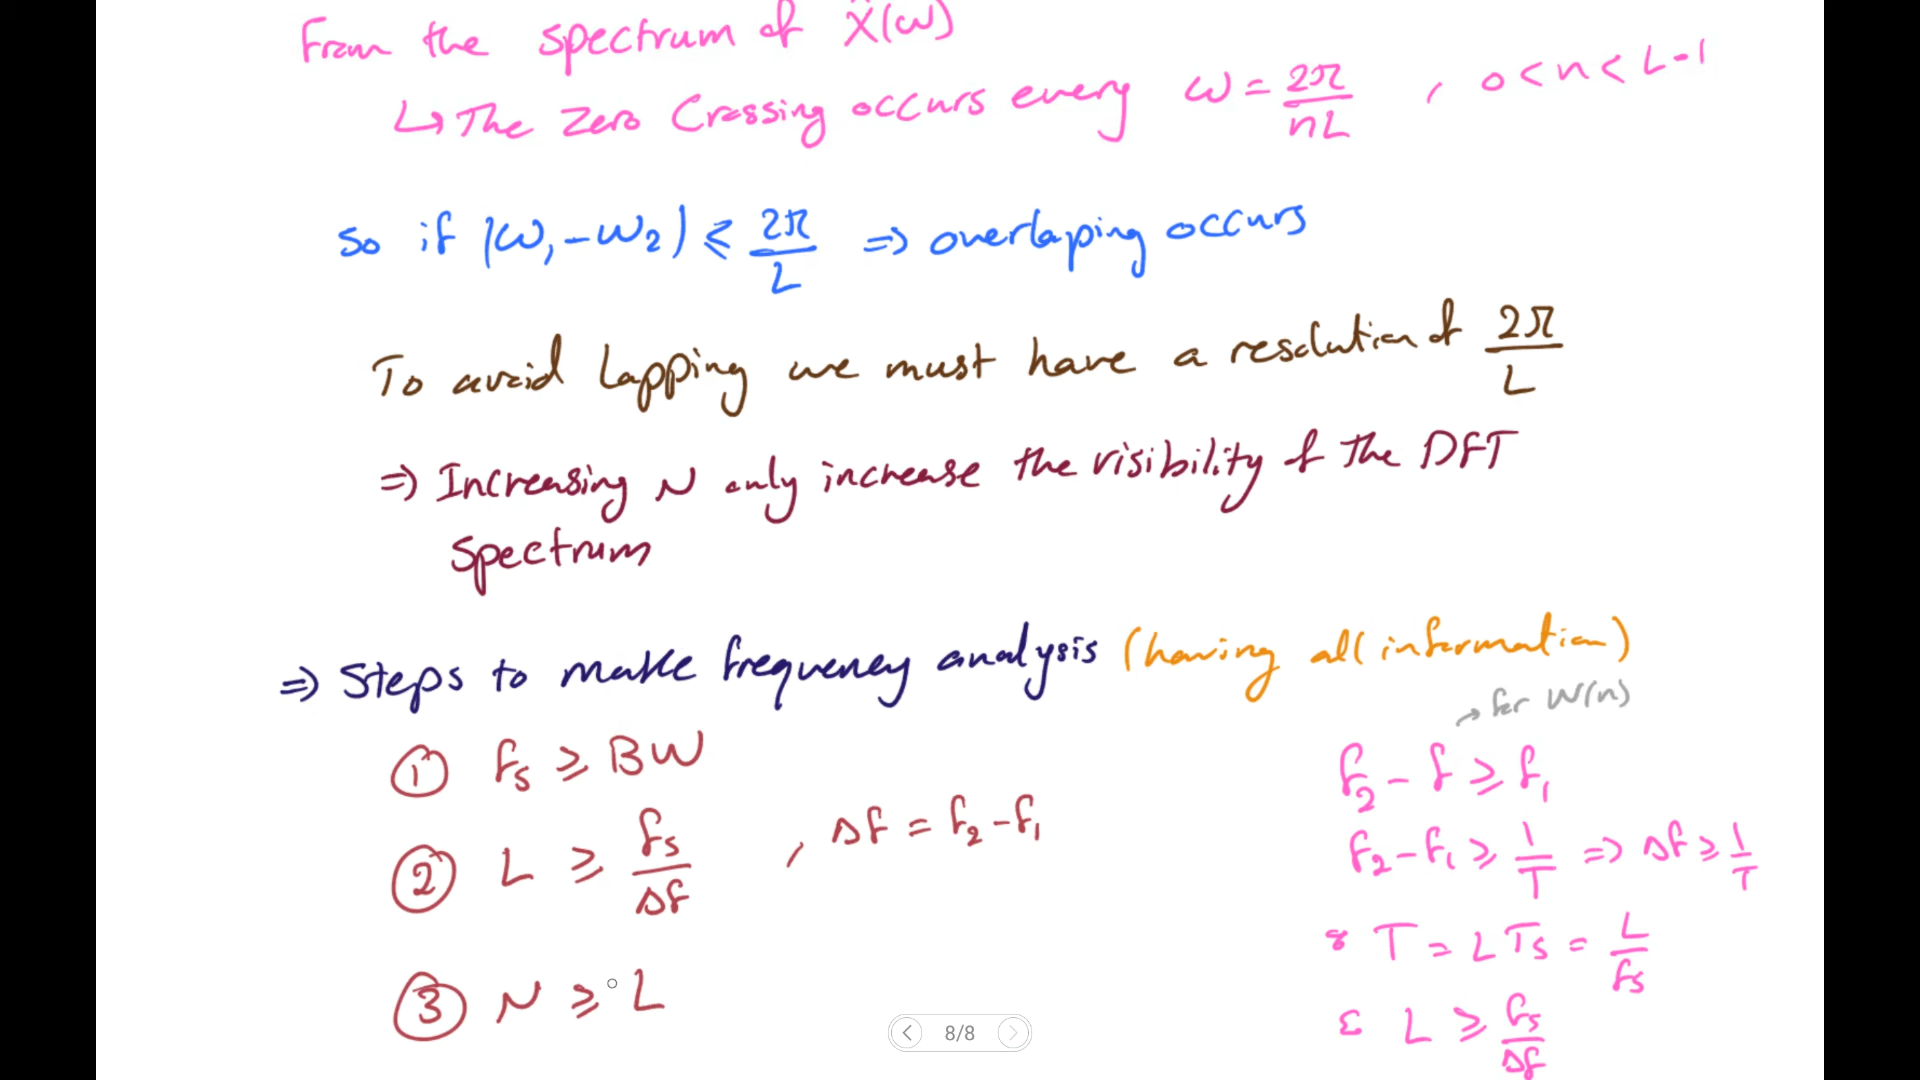 From the spectrum of X̂(ω)
↳ The zero crossing occurs every ω = 2π/nL , 0 < n < L-1
so if |ω₁ - ω₂| ≤ 2π/L ⇒ overlaping occurs
To avoid lapping we must have a resolution of 2π/L
⇒ Increasing N only increase the visibility of the DFT
spectrum
⇒ Steps to make frequency analysis (having all information)
→ for W(n)
① fs ≥ BW
② L ≥ fs/Δf , Δf = f₂ - f₁
③ N ≥ L
f₂ - f ≥ f₁
f₂ - f₁ ≥ 1/T ⇒ Δf ≥ 1/T
& T = L Ts = L/fs
& L ≥ fs/Δf
8/8